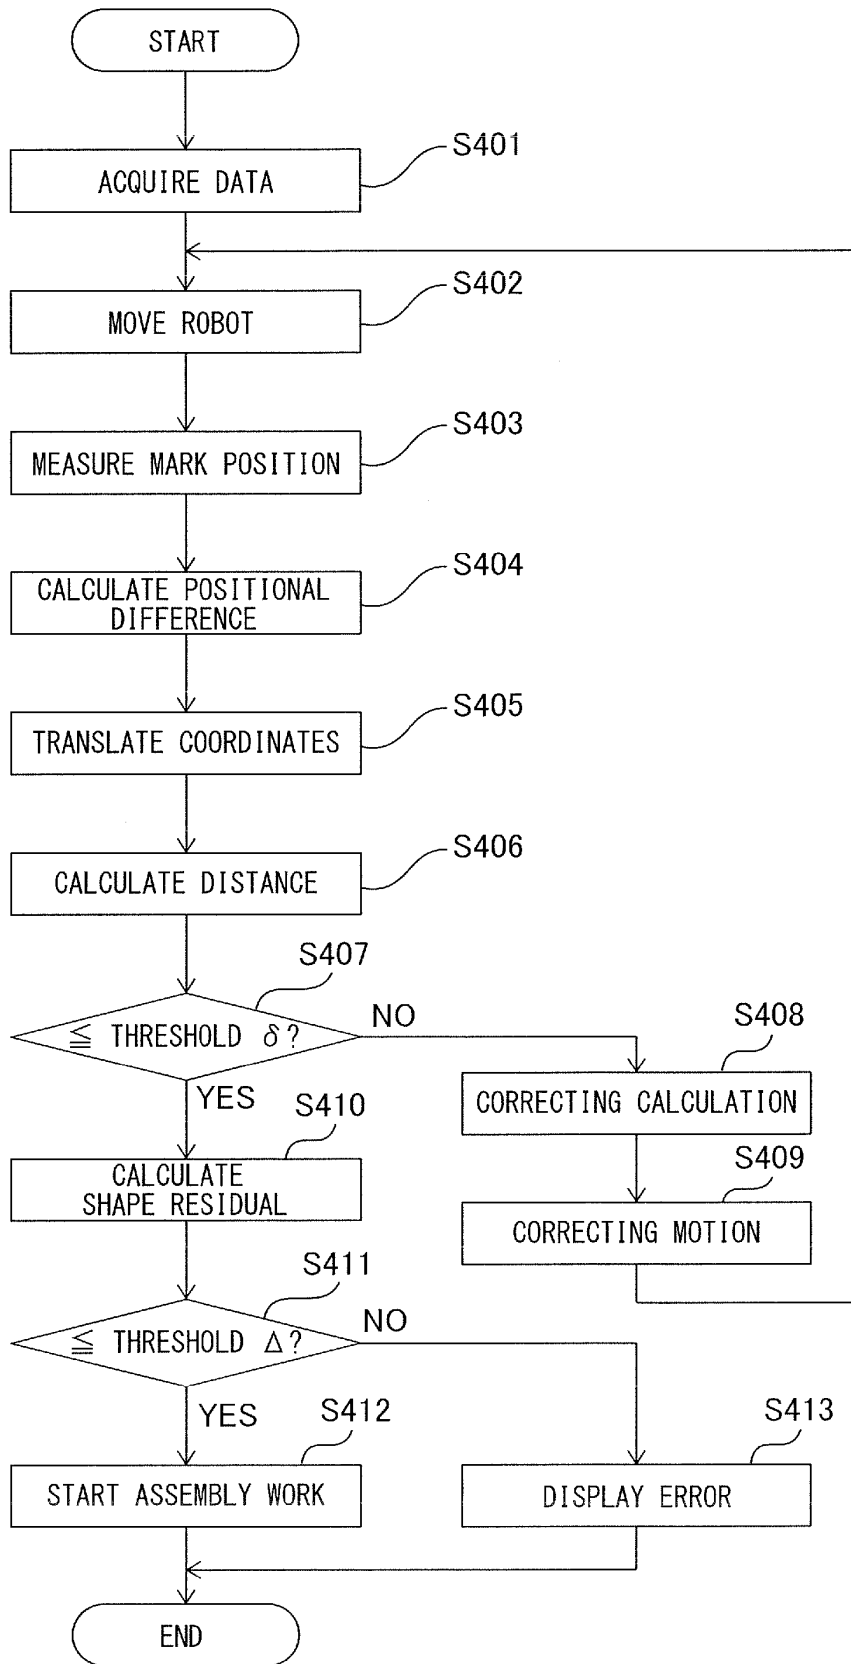 START
S401
ACQUIRE DATA
S402
MOVE ROBOT
S403
MEASURE MARK POSITION
S404
CALCULATE POSITIONAL
DIFFERENCE
S405
TRANSLATE COORDINATES
S406
CALCULATE DISTANCE
S407
≦ THRESHOLD δ?
NO
YES
S408
CORRECTING CALCULATION
S409
CORRECTING MOTION
S410
CALCULATE
SHAPE RESIDUAL
S411
≦ THRESHOLD Δ?
NO
YES
S412
START ASSEMBLY WORK
S413
DISPLAY ERROR
END